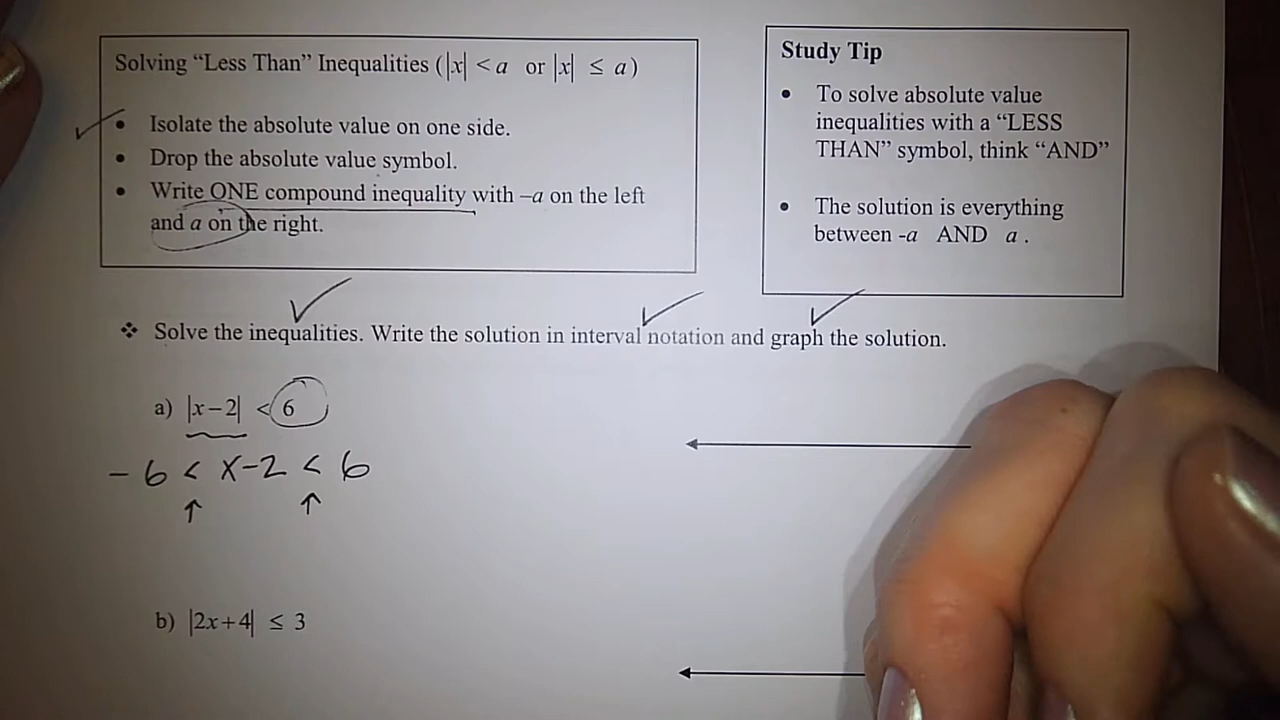 Solving “Less Than” Inequalities (|x| < a or |x| ≤ a)
• Isolate the absolute value on one side.
• Drop the absolute value symbol.
• Write ONE compound inequality with –a on the left
and a on the right.
Study Tip
• To solve absolute value
inequalities with a “LESS
THAN” symbol, think “AND”
• The solution is everything
between -a AND a .
❖ Solve the inequalities. Write the solution in interval notation and graph the solution.
a) |x – 2| < 6
- 6 < x - 2 < 6
b) |2x + 4| ≤ 3